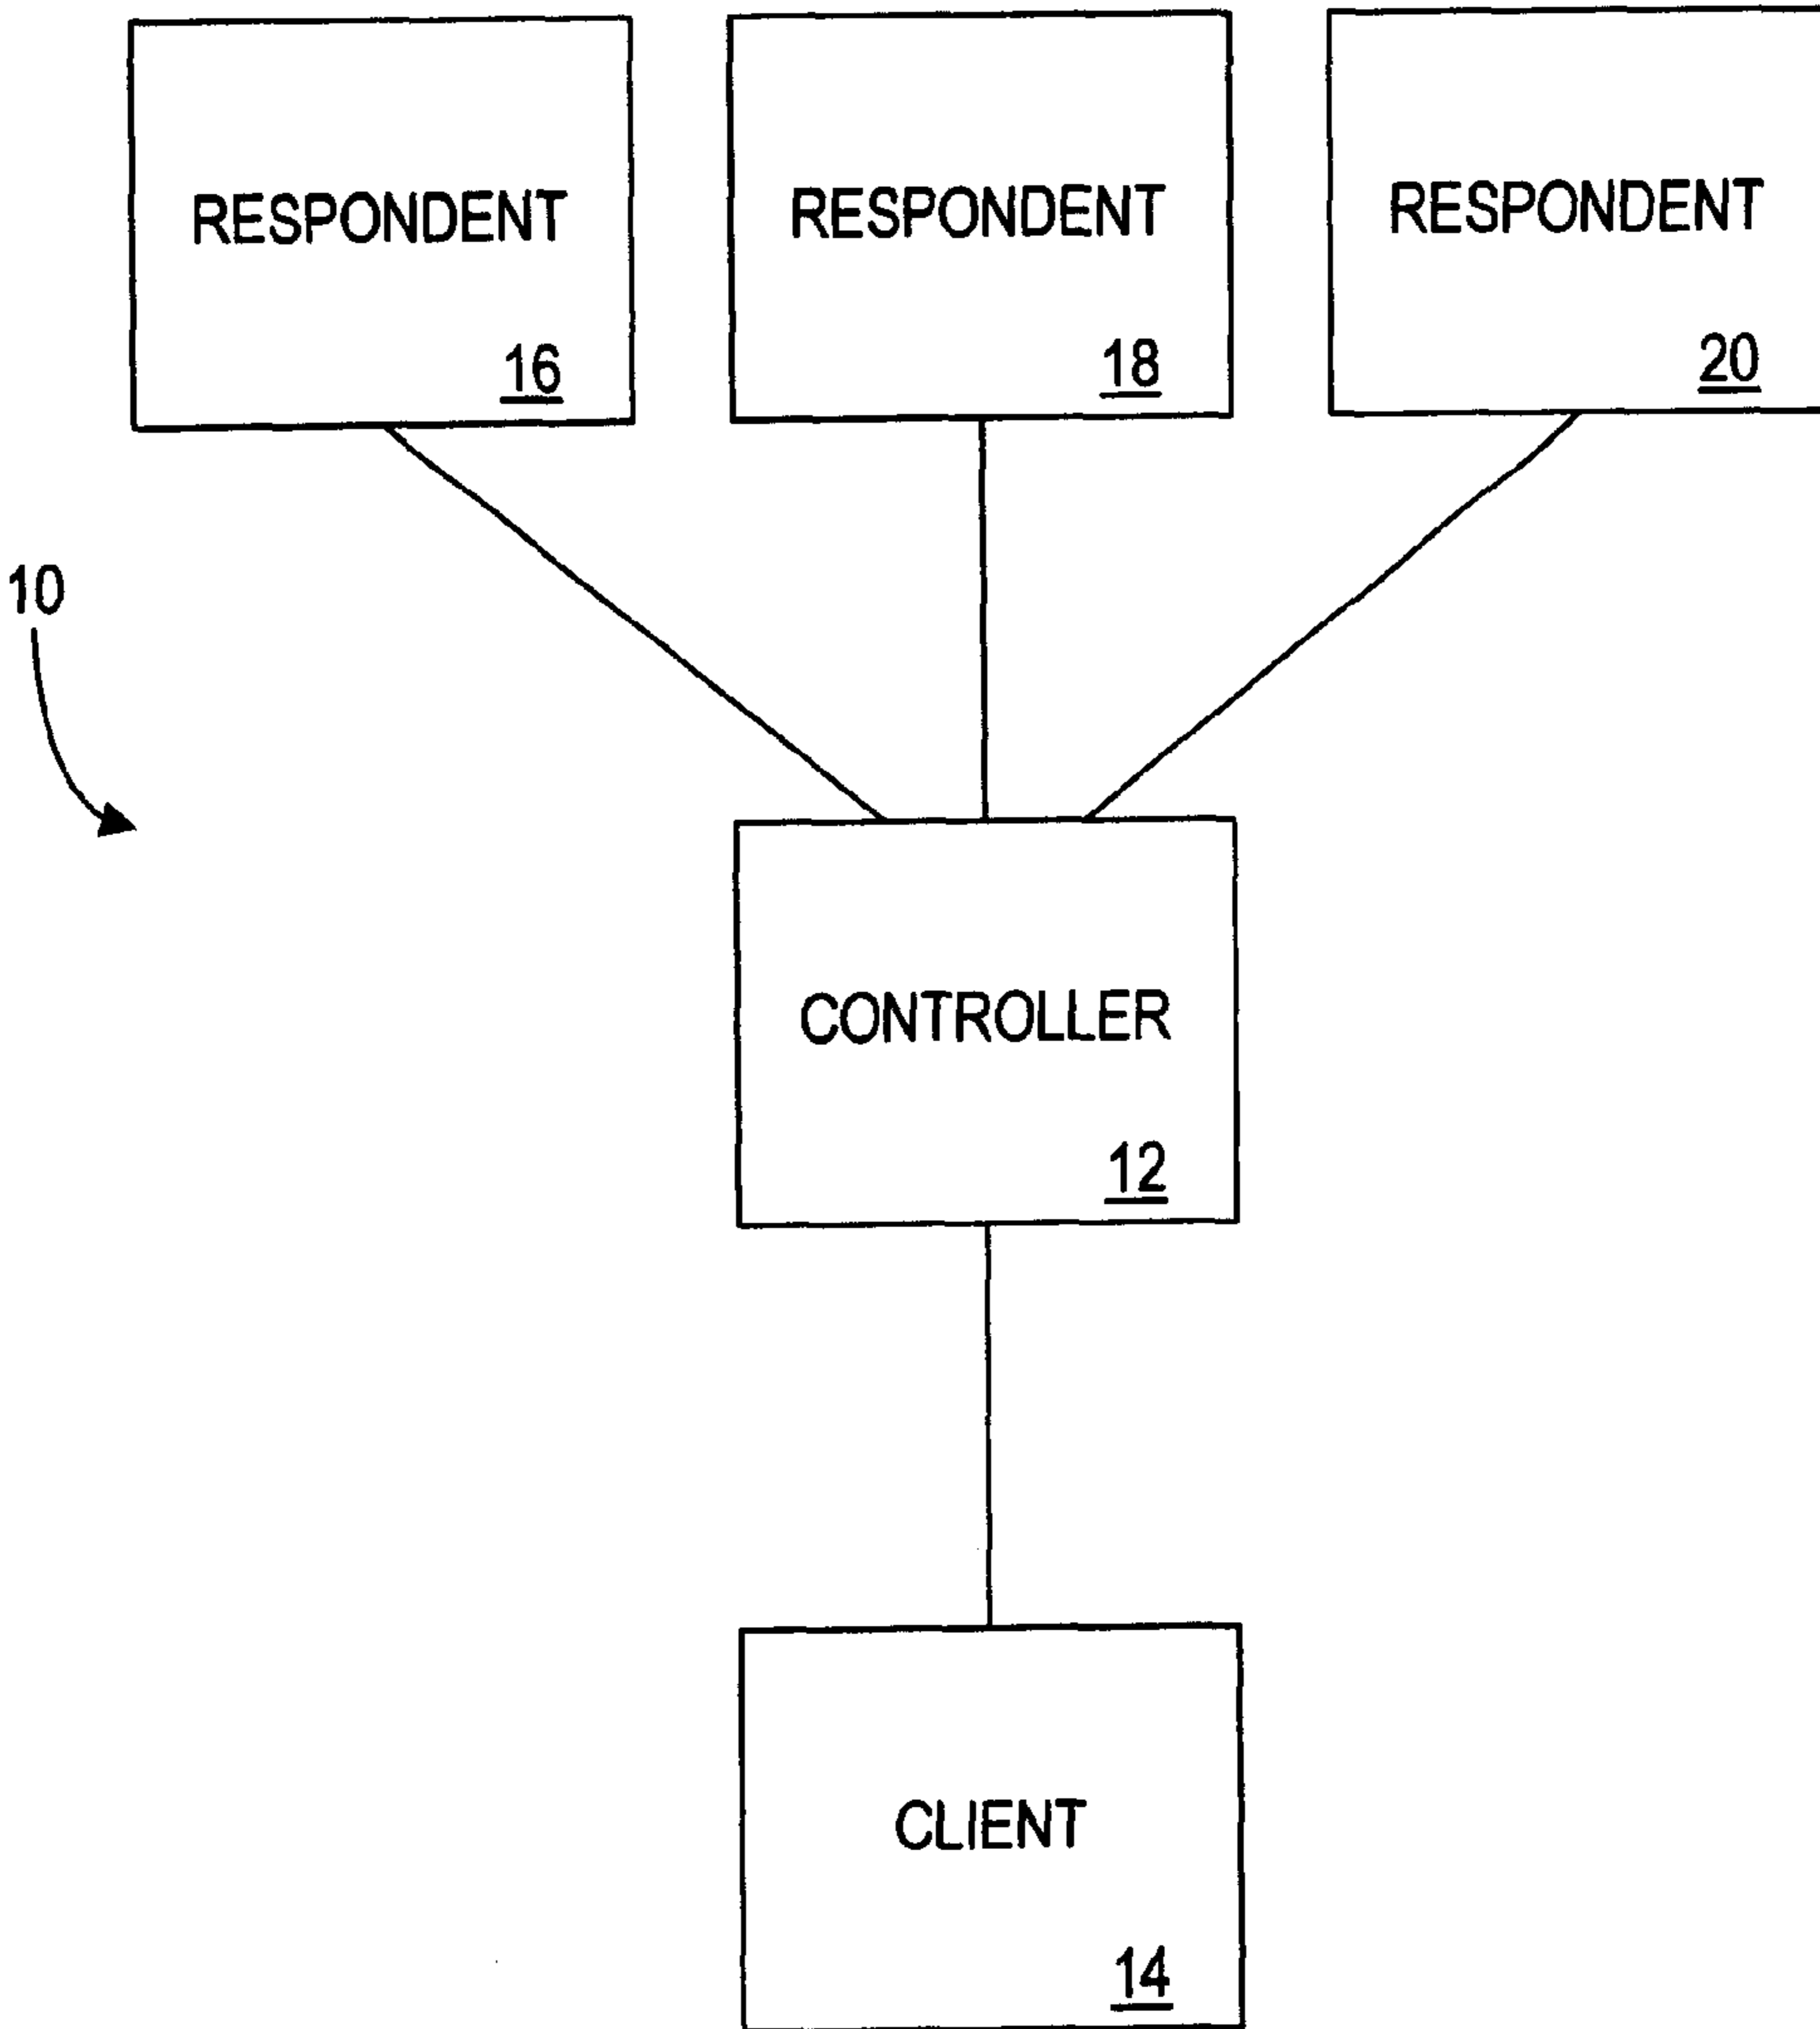 RESPONDENT
16
RESPONDENT
18
RESPONDENT
20
10
CONTROLLER
12
CLIENT
14